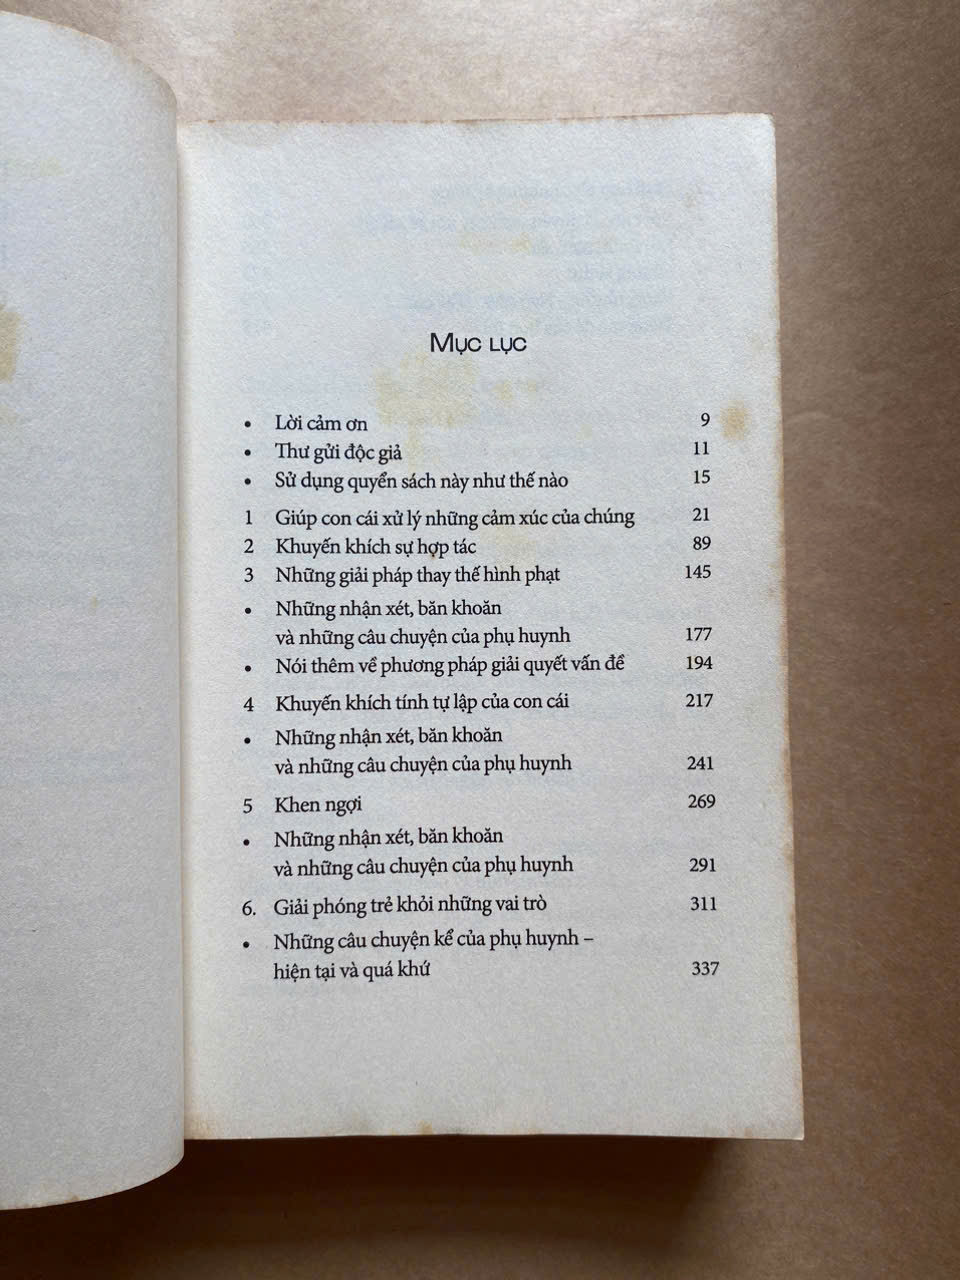 Mục lục
• Lời cảm ơn 9
• Thư gửi độc giả 11
• Sử dụng quyển sách này như thế nào 15
1 Giúp con cái xử lý những cảm xúc của chúng 21
2 Khuyến khích sự hợp tác 89
3 Những giải pháp thay thế hình phạt 145
• Những nhận xét, băn khoăn
và những câu chuyện của phụ huynh 177
• Nói thêm về phương pháp giải quyết vấn đề 194
4 Khuyến khích tính tự lập của con cái 217
• Những nhận xét, băn khoăn
và những câu chuyện của phụ huynh 241
5 Khen ngợi 269
• Những nhận xét, băn khoăn
và những câu chuyện của phụ huynh 291
6. Giải phóng trẻ khỏi những vai trò 311
• Những câu chuyện kể của phụ huynh –
hiện tại và quá khứ 337